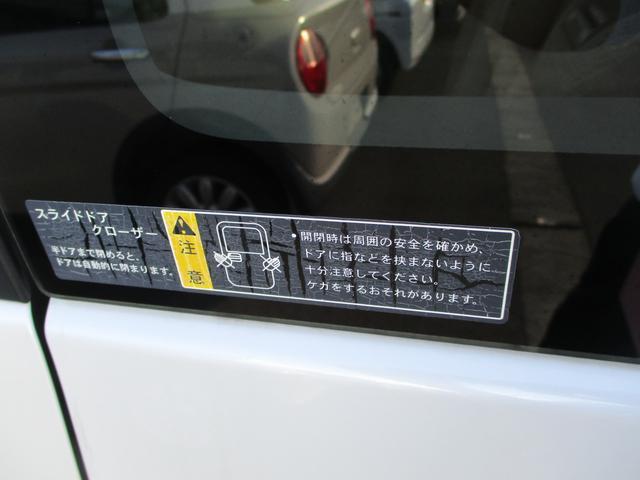 スライドドア
クローザー
半ドアまで閉めると、
ドアは自動的に閉まります。
注意
・開閉時は周囲の安全を確かめ、
ドアに指などを挟まないように
十分注意してください。
ケガをするおそれがあります。